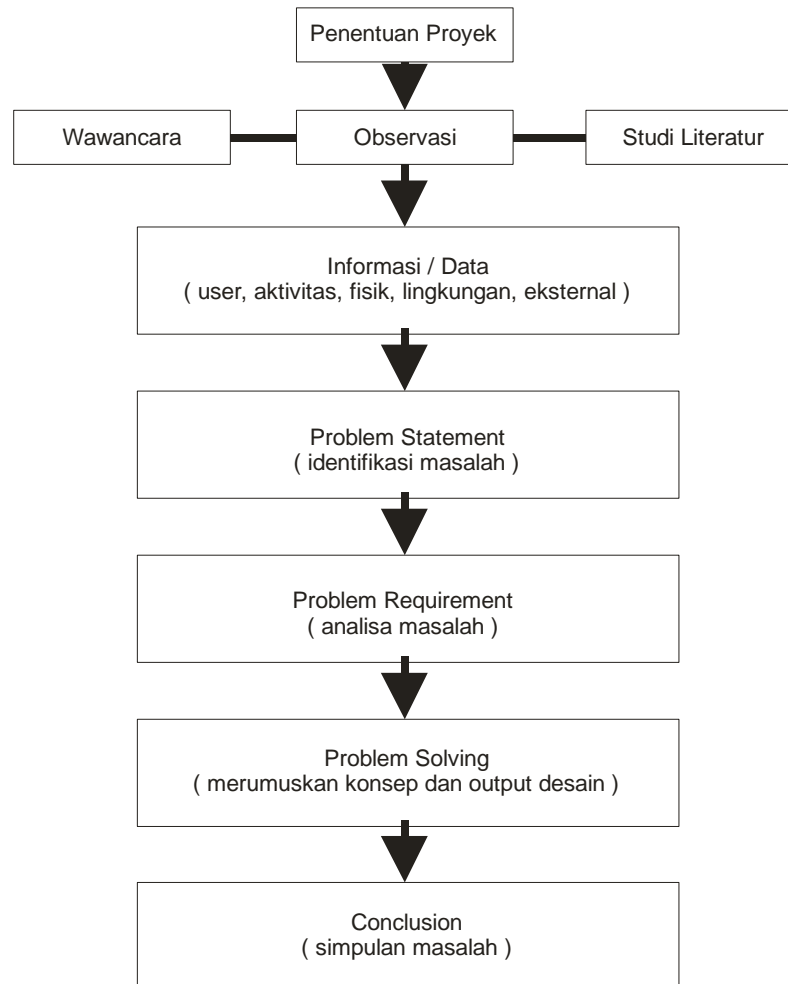 Penentuan Proyek
Wawancara
Observasi
Studi Literatur
Informasi / Data
( user, aktivitas, fisik, lingkungan, eksternal )
Problem Statement
( identifikasi masalah )
Problem Requirement
( analisa masalah )
Problem Solving
( merumuskan konsep dan output desain )
Conclusion
( simpulan masalah )